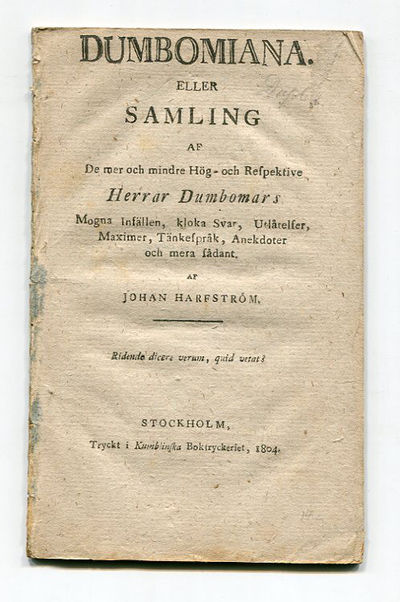 DUMBOMIANA.
ELLER
SAMLING
AF
De mer och mindre Hög- och Reſpektive
Herrar Dumbomars
Mogna Infällen, kloka Svar, Utlåtelſer,
Maximer, Tänkeſpråk, Anekdoter
och mera ſådant.
AF
JOHAN HARFSTRÖM.
Ridendo dicere verum, quid vetat?
STOCKHOLM,
Tryckt i Kumblinſka Boktryckeriet, 1804.